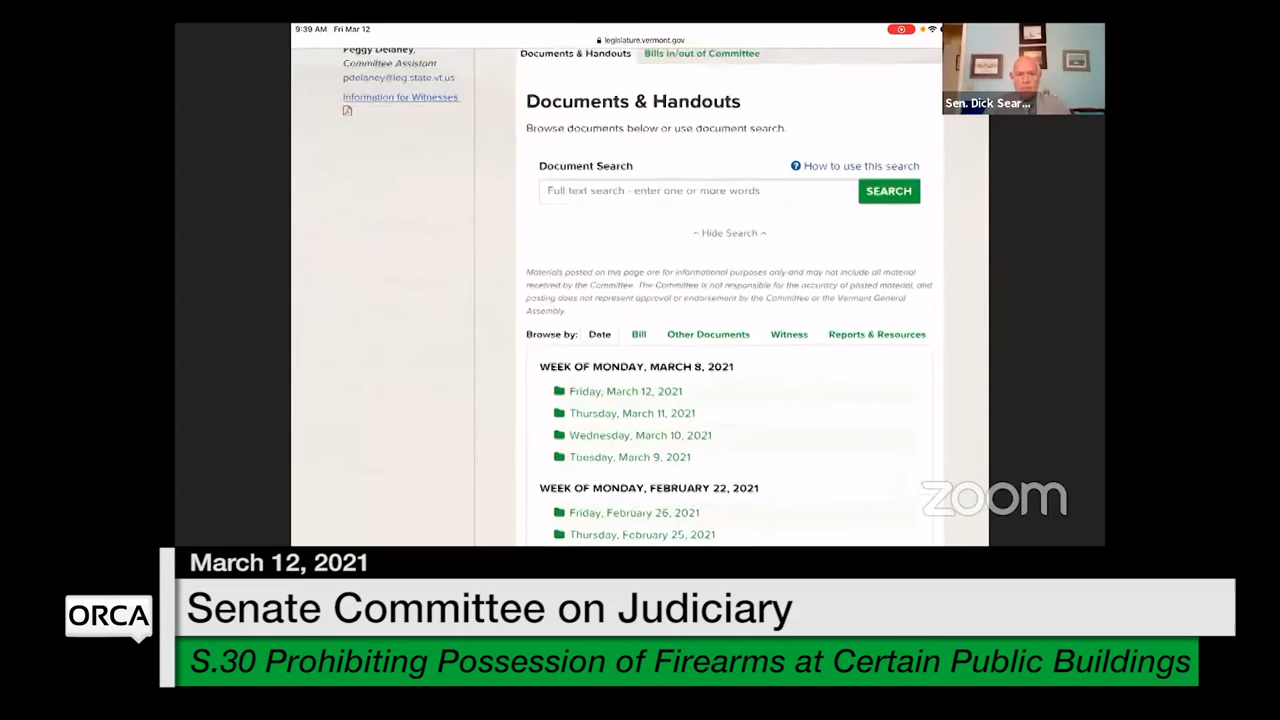 9:39 AM Fri Mar 12
legislature.vermont.gov
Peggy Delaney,
Committee Assistant
pdelaney@leg.state.vt.us
Information for Witnesses
Documents & Handouts
Bills in/out of Committee
Documents & Handouts
Browse documents below or use document search.
Document Search
How to use this search
Full text search - enter one or more words
SEARCH
Hide Search
Materials posted on this page are for informational purposes only and may not include all material
received by the Committee. The Committee is not responsible for the accuracy of posted material, and
posting does not represent approval or endorsement by the Committee or the Vermont General
Assembly.
Browse by: Date Bill Other Documents Witness Reports & Resources
WEEK OF MONDAY, MARCH 8, 2021
Friday, March 12, 2021
Thursday, March 11, 2021
Wednesday, March 10, 2021
Tuesday, March 9, 2021
WEEK OF MONDAY, FEBRUARY 22, 2021
Friday, February 26, 2021
Thursday, February 25, 2021
Sen. Dick Sear...
zoom
March 12, 2021
ORCA
Senate Committee on Judiciary
S.30 Prohibiting Possession of Firearms at Certain Public Buildings